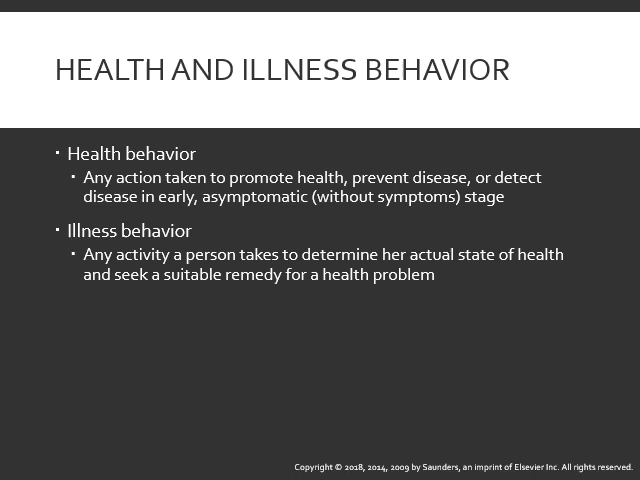 HEALTH AND ILLNESS BEHAVIOR
▪ Health behavior
▪ Any action taken to promote health, prevent disease, or detect
disease in early, asymptomatic (without symptoms) stage
▪ Illness behavior
▪ Any activity a person takes to determine her actual state of health
and seek a suitable remedy for a health problem
Copyright © 2018, 2014, 2009 by Saunders, an imprint of Elsevier Inc. All rights reserved.